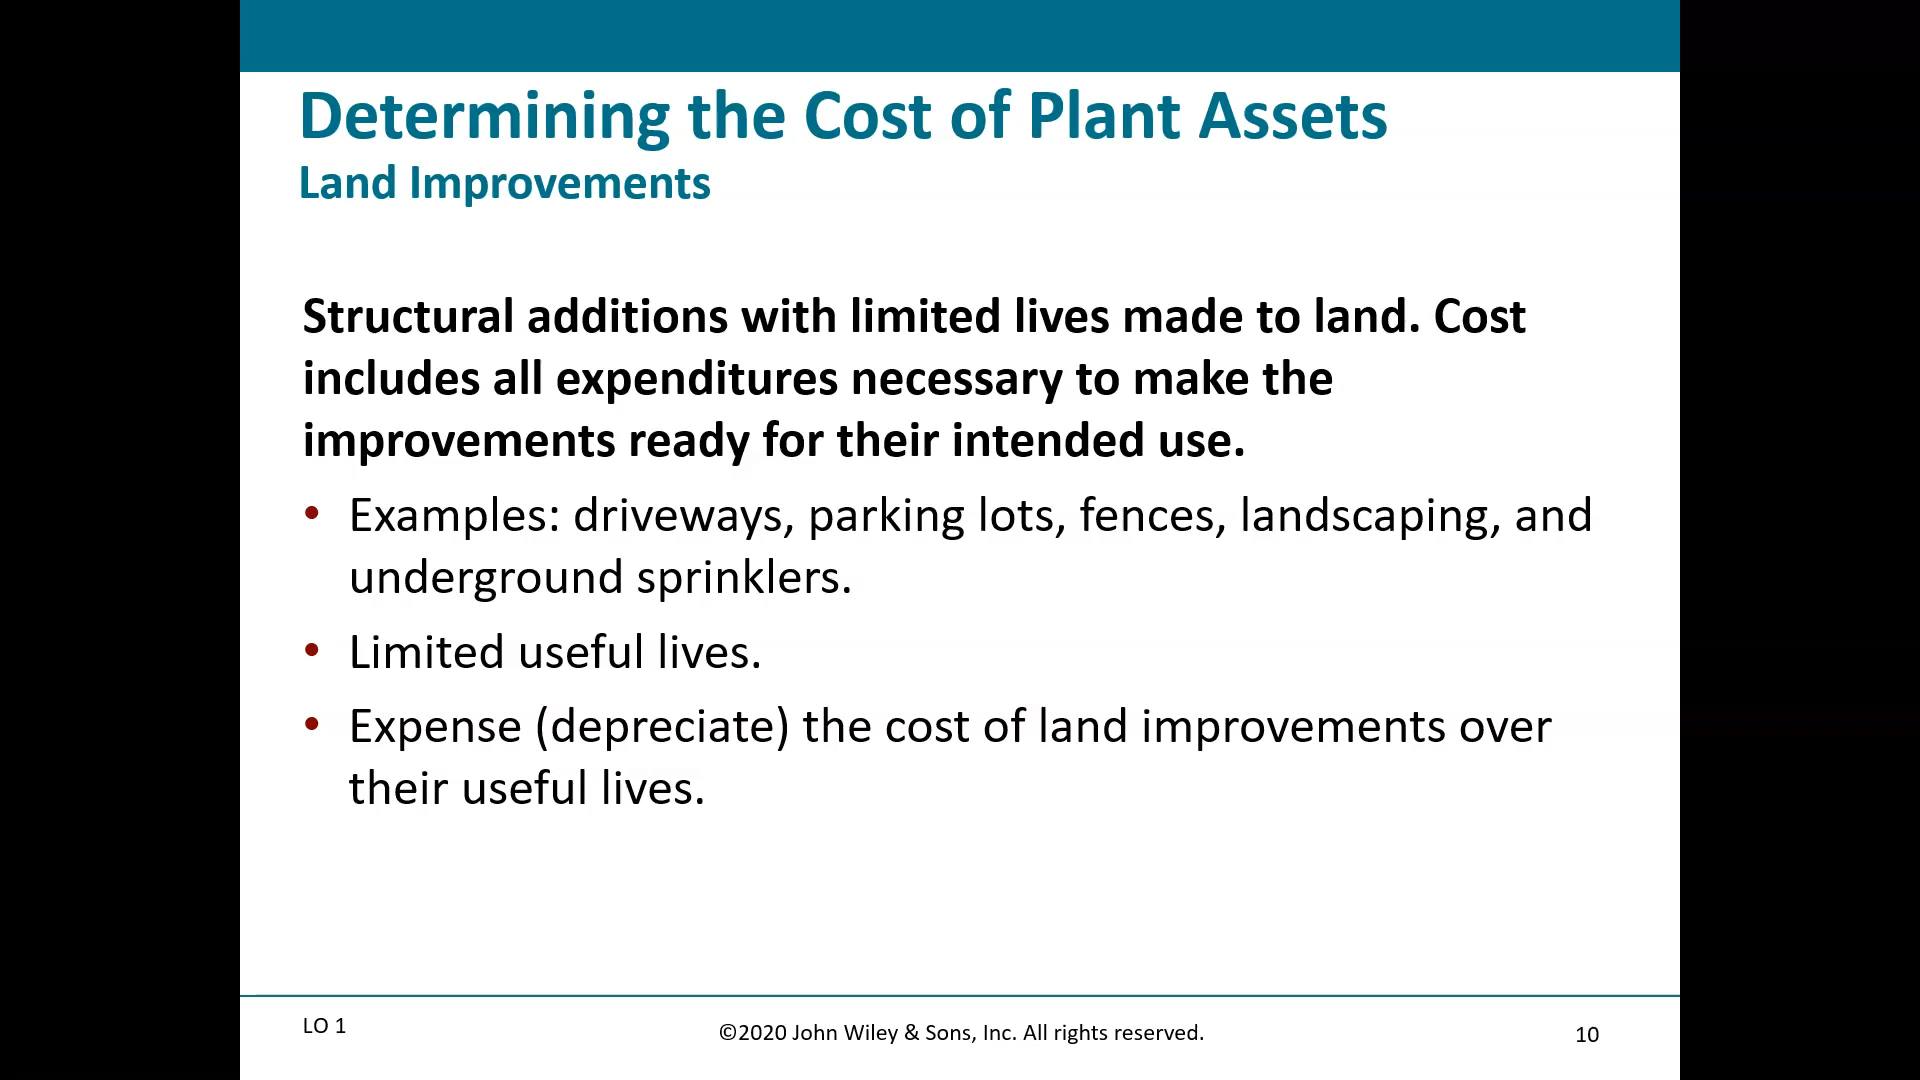 Determining the Cost of Plant Assets
Land Improvements
Structural additions with limited lives made to land. Cost
includes all expenditures necessary to make the
improvements ready for their intended use.
• Examples: driveways, parking lots, fences, landscaping, and
underground sprinklers.
• Limited useful lives.
• Expense (depreciate) the cost of land improvements over
their useful lives.
LO 1
©2020 John Wiley & Sons, Inc. All rights reserved.
10